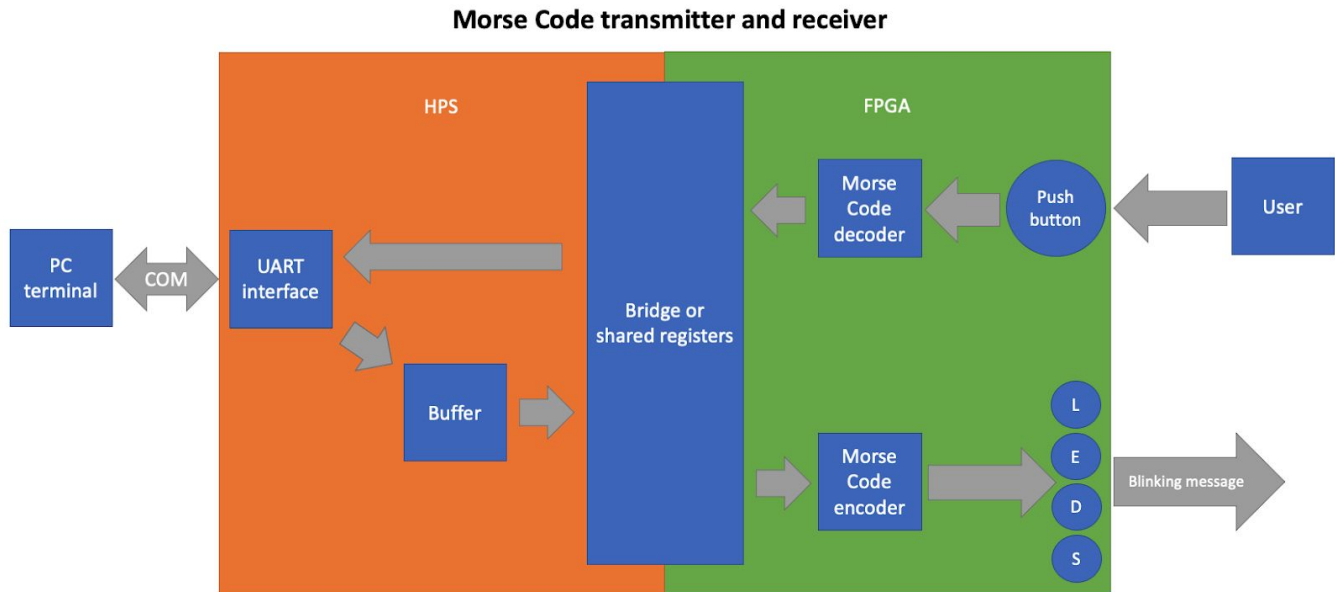 Morse Code transmitter and receiver
HPS
FPGA
PC
terminal
COM
UART
interface
Buffer
Bridge or
shared registers
Morse
Code
decoder
Push
button
User
Morse
Code
encoder
L
E
D
S
Blinking message